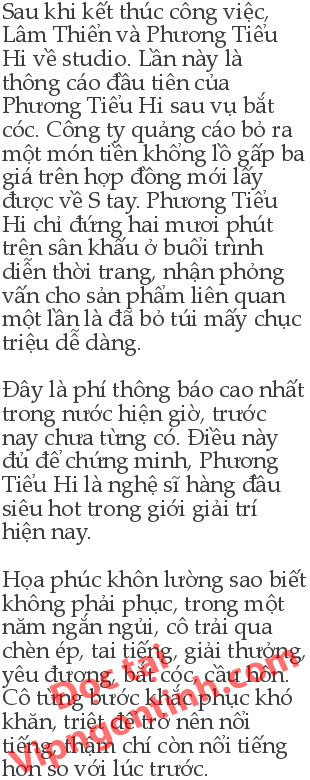 Sau khi kết thúc công việc,
Lâm Thiển và Phương Tiểu
Hi về studio. Lần này là
thông cáo đầu tiên của
Phương Tiểu Hi sau vụ bắt
cóc. Công ty quảng cáo bỏ ra
một món tiền khổng lồ gấp ba
giá trên hợp đồng mới lấy
được về S tay. Phương Tiểu
Hi chỉ đứng hai mươi phút
trên sân khấu ở buổi trình
diễn thời trang, nhận phỏng
vấn cho sản phẩm liên quan
một lần là đã bỏ túi mấy chục
triệu dễ dàng.
Đây là phí thông báo cao nhất
trong nước hiện giờ, trước
nay chưa từng có. Điều này
đủ để chứng minh, Phương
Tiểu Hi là nghệ sĩ hàng đầu
siêu hot trong giới giải trí
hiện nay.
Họa phúc khôn lường sao biết
không phải phục, trong một
năm ngắn ngủi, cô trải qua
chèn ép, tai tiếng, giải thưởng,
yêu đương, bắt cóc, cầu hôn.
Cô từng bước khắc phục khó
khăn, triệt để trở nên nổi
tiếng, thậm chí còn nổi tiếng
hơn so với lúc trước.
Đọc tại
Vipngontinh.com